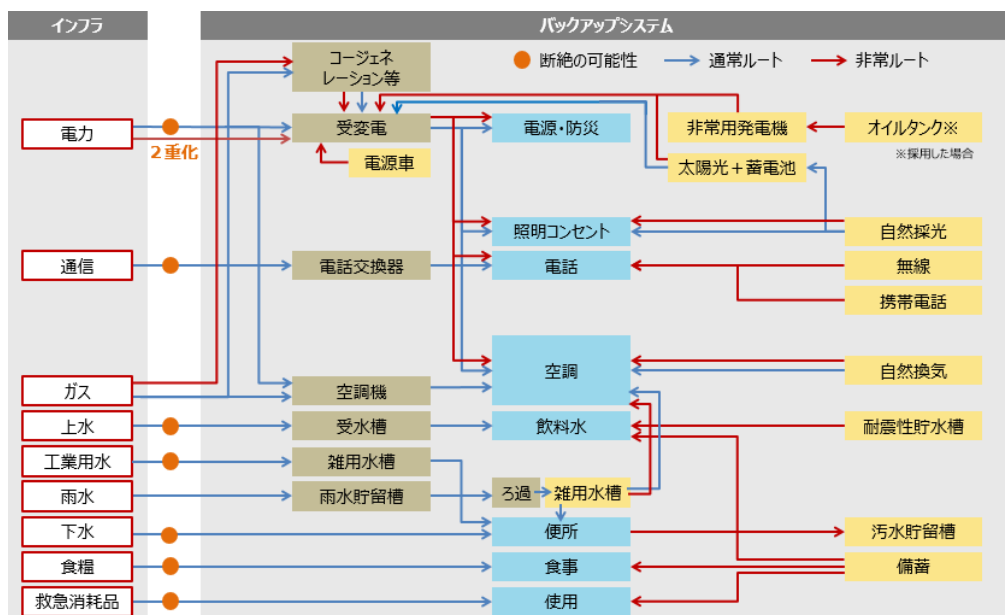 インフラ
バックアップシステム
コージェネ
レーション等
断絶の可能性
通常ルート
非常ルート
電力
2重化
受変電
電源・防災
非常用発電機
オイルタンク※
※採用した場合
電源車
太陽光+蓄電池
照明コンセント
自然採光
通信
電話交換器
電話
無線
携帯電話
空調
自然換気
ガス
空調機
上水
受水槽
飲料水
耐震性貯水槽
工業用水
雑用水槽
雨水
雨水貯留槽
ろ過
雑用水槽
下水
便所
汚水貯留槽
食糧
食事
備蓄
救急消耗品
使用